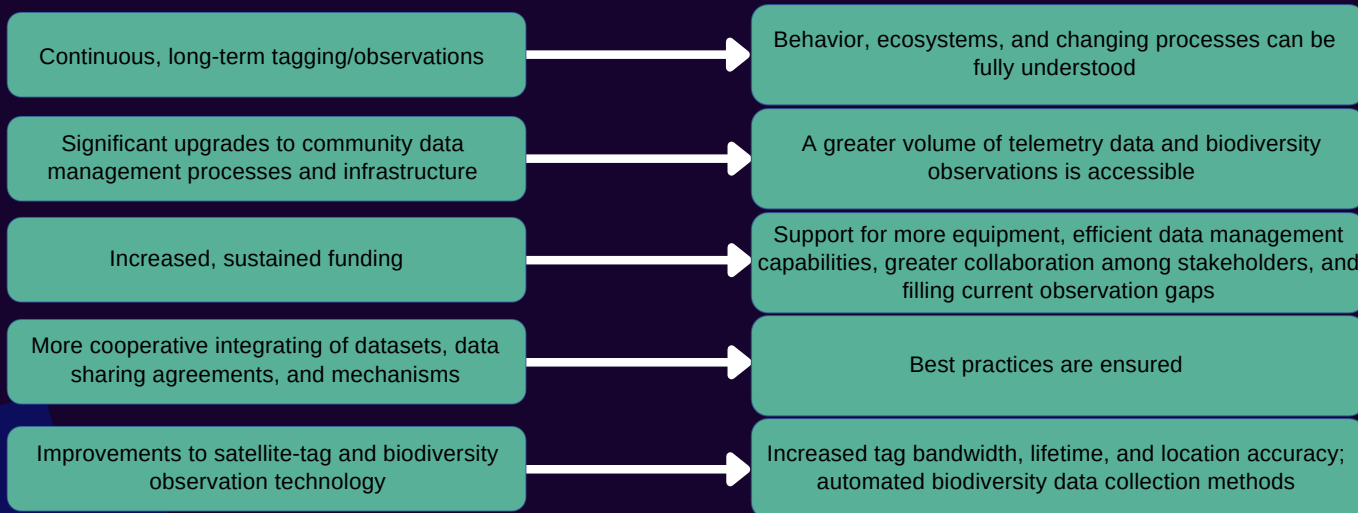 Continuous, long-term tagging/observations
Behavior, ecosystems, and changing processes can be
fully understood
Significant upgrades to community data
management processes and infrastructure
A greater volume of telemetry data and biodiversity
observations is accessible
Increased, sustained funding
Support for more equipment, efficient data management
capabilities, greater collaboration among stakeholders, and
filling current observation gaps
More cooperative integrating of datasets, data
sharing agreements, and mechanisms
Best practices are ensured
Improvements to satellite-tag and biodiversity
observation technology
Increased tag bandwidth, lifetime, and location accuracy;
automated biodiversity data collection methods